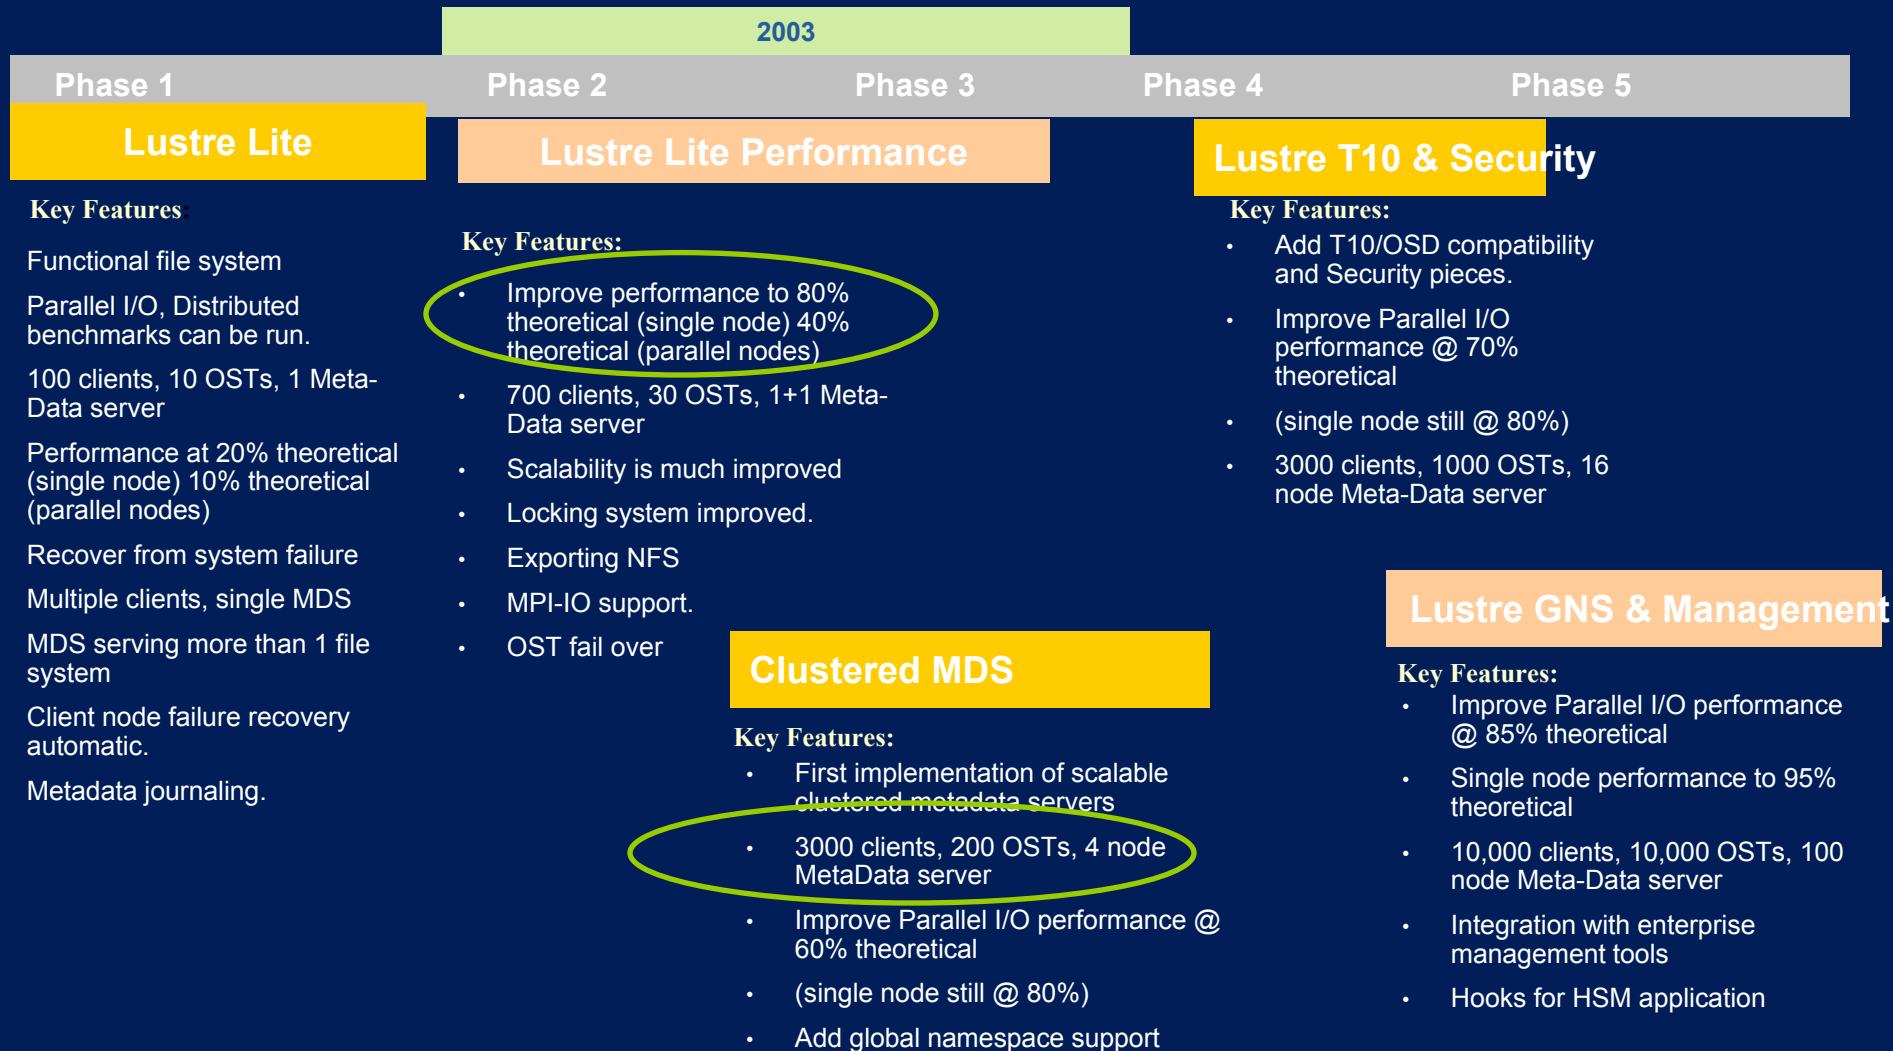 2003
Phase 1
Phase 2
Phase 3
Phase 4
Phase 5
Lustre Lite
Key Features:
Functional file system
Parallel I/O, Distributed
benchmarks can be run.
100 clients, 10 OSTs, 1 Meta-
Data server
Performance at 20% theoretical
(single node) 10% theoretical
(parallel nodes)
Recover from system failure
Multiple clients, single MDS
MDS serving more than 1 file
system
Client node failure recovery
automatic.
Metadata journaling.
Lustre Lite Performance
Key Features:
• Improve performance to 80%
theoretical (single node) 40%
theoretical (parallel nodes)
• 700 clients, 30 OSTs, 1+1 Meta-
Data server
• Scalability is much improved
• Locking system improved.
• Exporting NFS
• MPI-IO support.
• OST fail over
Clustered MDS
Key Features:
• First implementation of scalable
clustered metadata servers
• 3000 clients, 200 OSTs, 4 node
MetaData server
• Improve Parallel I/O performance @
60% theoretical
• (single node still @ 80%)
• Add global namespace support
Lustre T10 & Security
Key Features:
• Add T10/OSD compatibility
and Security pieces.
• Improve Parallel I/O
performance @ 70%
theoretical
• (single node still @ 80%)
• 3000 clients, 1000 OSTs, 16
node Meta-Data server
Lustre GNS & Management
Key Features:
• Improve Parallel I/O performance
@ 85% theoretical
• Single node performance to 95%
theoretical
• 10,000 clients, 10,000 OSTs, 100
node Meta-Data server
• Integration with enterprise
management tools
• Hooks for HSM application